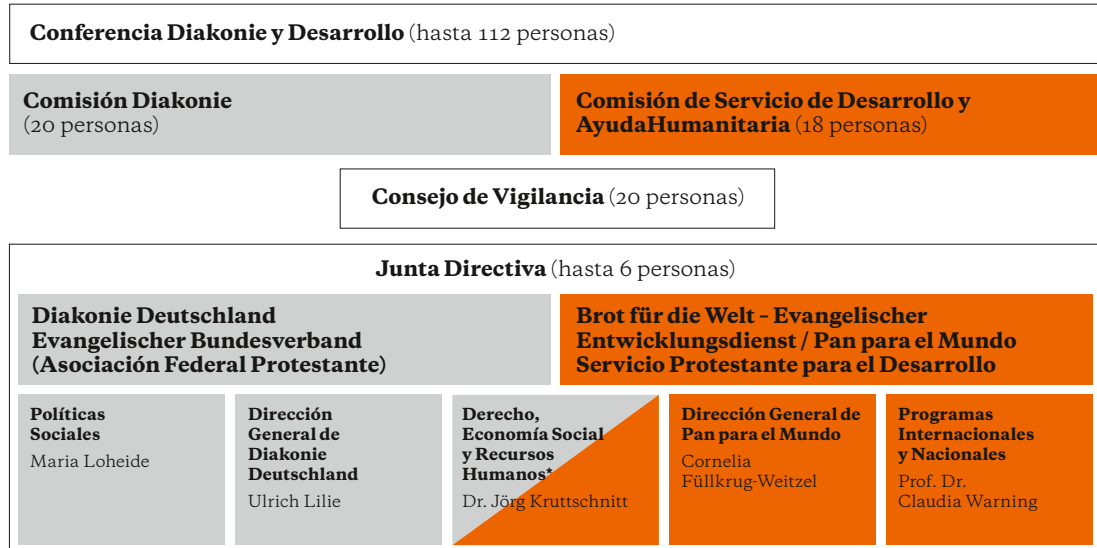 Conferencia Diakonie y Desarrollo (hasta 112 personas)
Comisión Diakonie
(20 personas)
Comisión de Servicio de Desarrollo y
AyudaHumanitaria (18 personas)
Consejo de Vigilancia (20 personas)
Junta Directiva (hasta 6 personas)
Diakonie Deutschland
Evangelischer Bundesverband
(Asociación Federal Protestante)
Brot für die Welt – Evangelischer
Entwicklungsdienst / Pan para el Mundo
Servicio Protestante para el Desarrollo
Políticas
Sociales
Maria Loheide
Dirección
General de
Diakonie
Deutschland
Ulrich Lilie
Derecho,
Economía Social
y Recursos
Humanos*
Dr. Jörg Kruttschnitt
Dirección General de
Pan para el Mundo
Cornelia
Füllkrug-Weitzel
Programas
Internacionales
y Nacionales
Prof. Dr.
Claudia Warning